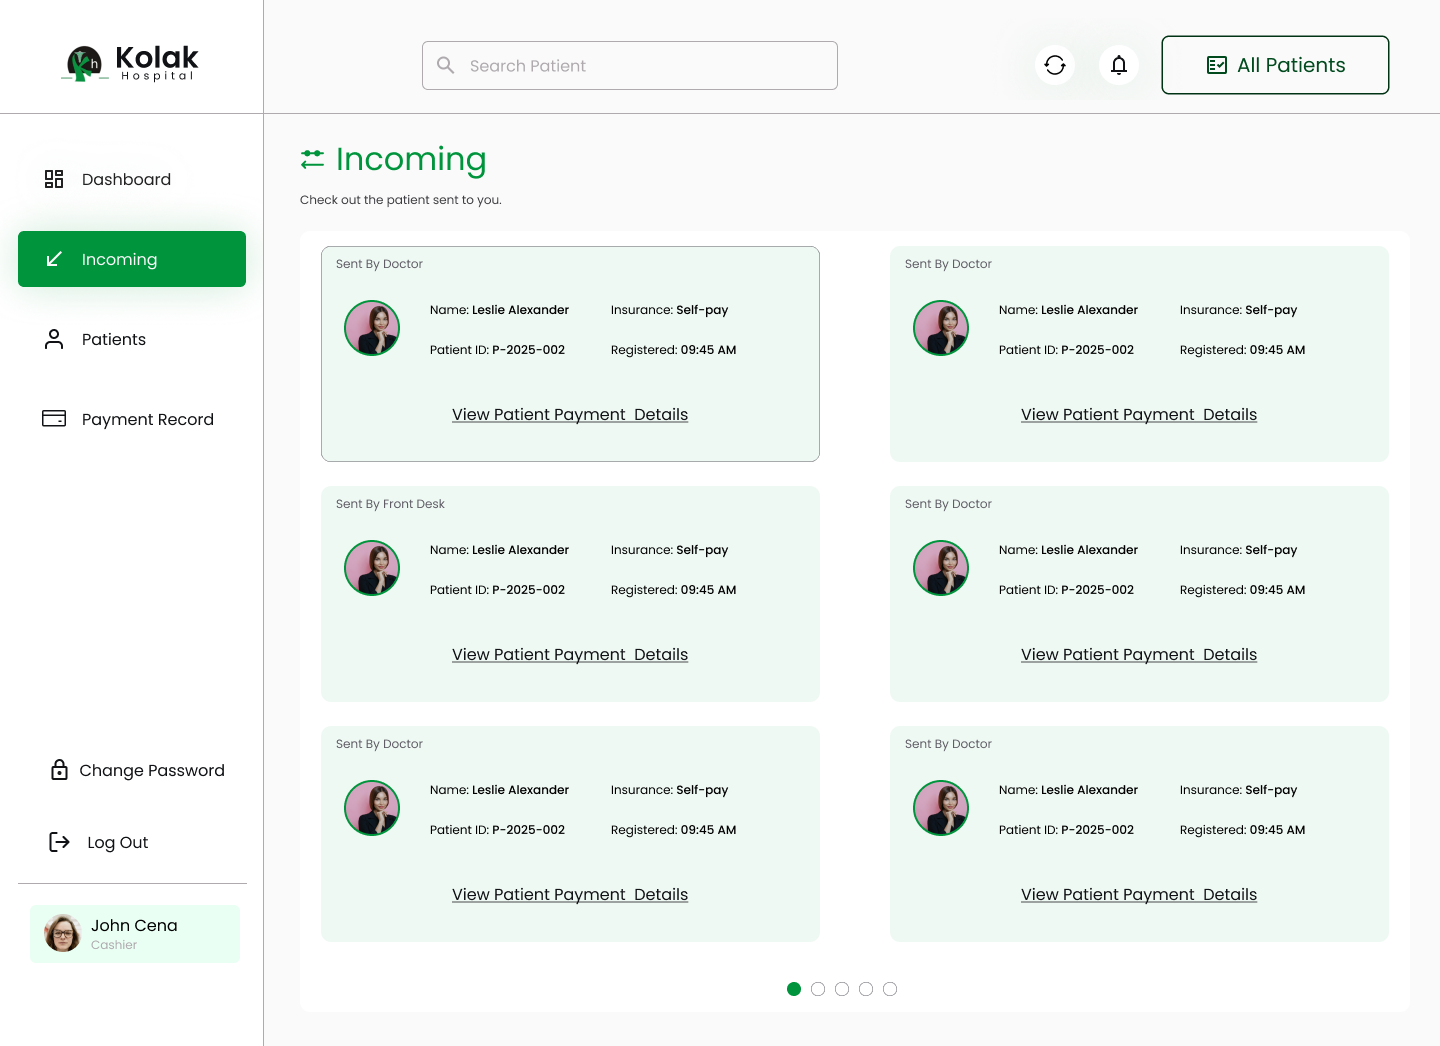 Kolak
Hospital
Search Patient
All Patients
Dashboard
Incoming
Patients
Payment Record
Change Password
Log Out
John Cena
Cashier
Incoming
Check out the patient sent to you.
Sent By Doctor
Name: Leslie Alexander Insurance: Self-pay
Patient ID: P-2025-002 Registered: 09:45 AM
View Patient Payment Details
Sent By Doctor
Name: Leslie Alexander Insurance: Self-pay
Patient ID: P-2025-002 Registered: 09:45 AM
View Patient Payment Details
Sent By Front Desk
Name: Leslie Alexander Insurance: Self-pay
Patient ID: P-2025-002 Registered: 09:45 AM
View Patient Payment Details
Sent By Doctor
Name: Leslie Alexander Insurance: Self-pay
Patient ID: P-2025-002 Registered: 09:45 AM
View Patient Payment Details
Sent By Doctor
Name: Leslie Alexander Insurance: Self-pay
Patient ID: P-2025-002 Registered: 09:45 AM
View Patient Payment Details
Sent By Doctor
Name: Leslie Alexander Insurance: Self-pay
Patient ID: P-2025-002 Registered: 09:45 AM
View Patient Payment Details